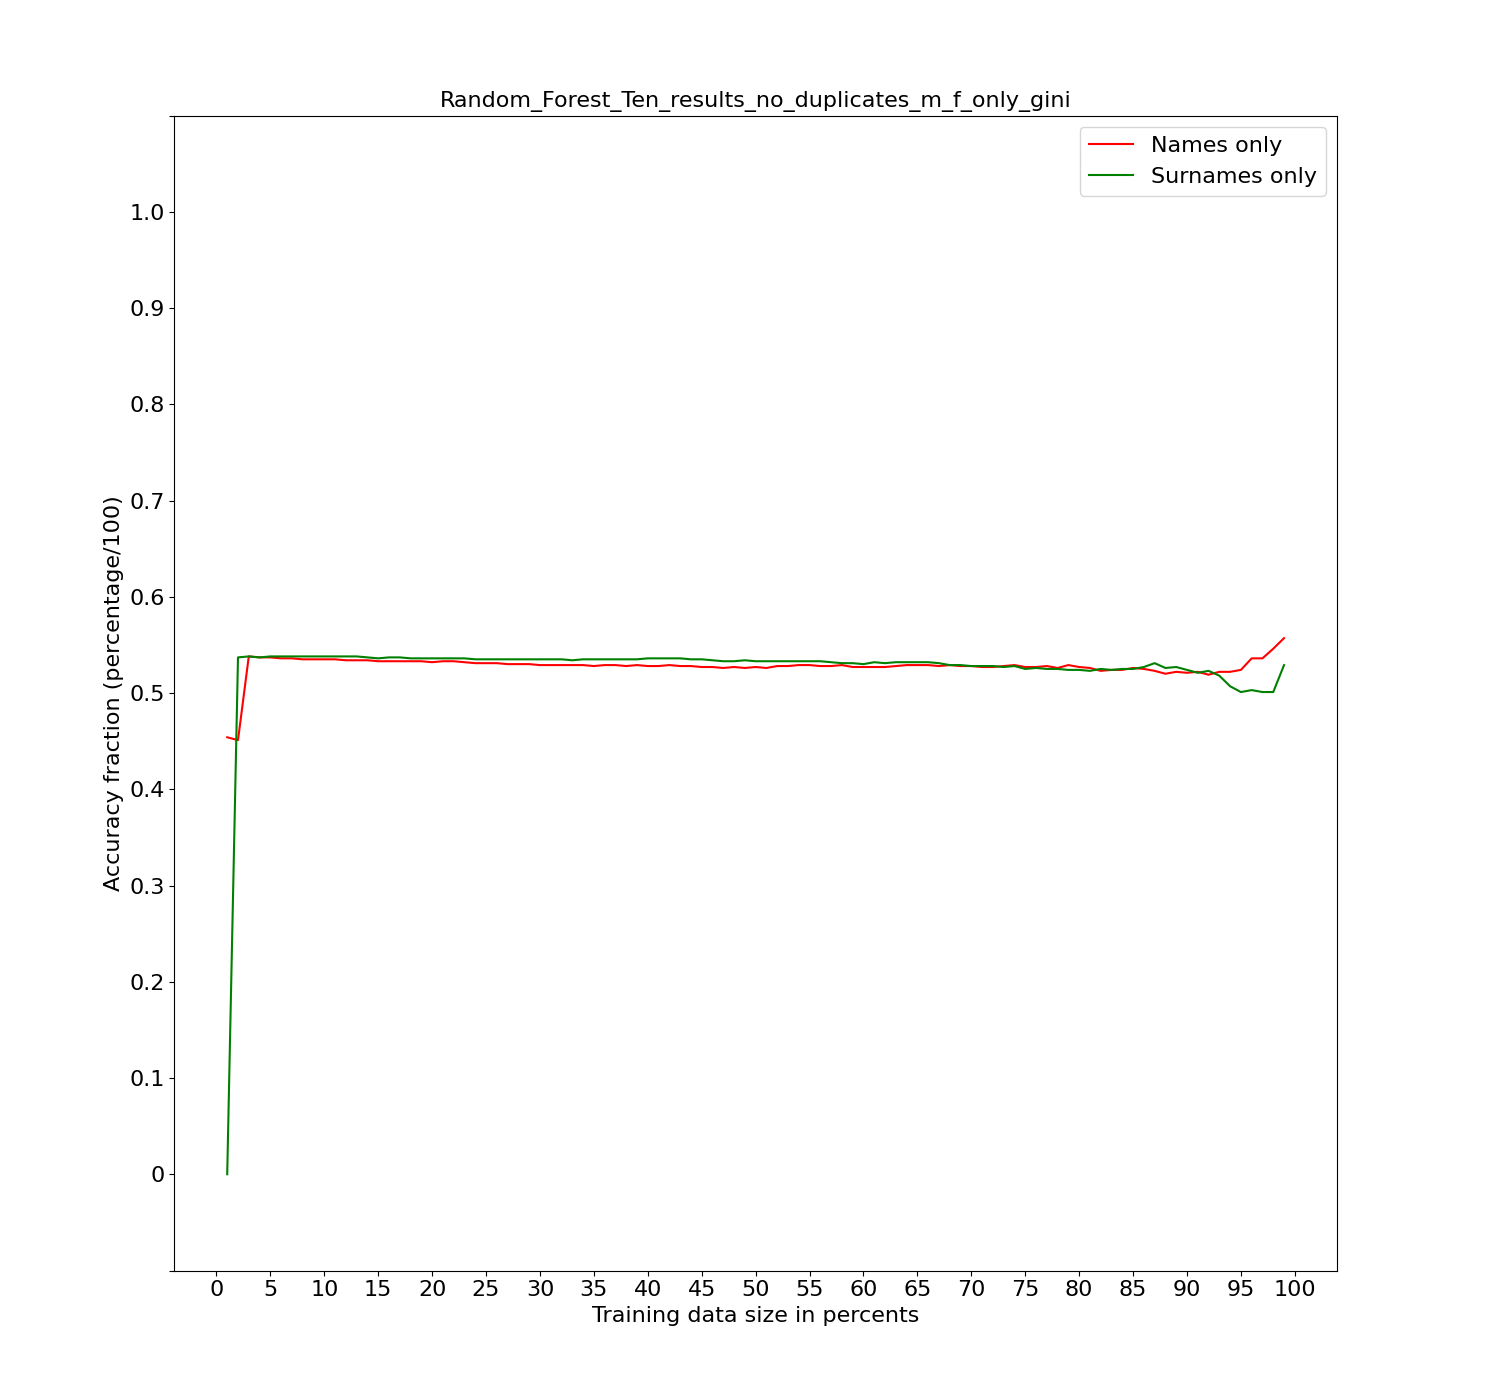 Random_Forest_Ten_results_no_duplicates_m_f_only_gini
Names only
Surnames only
1.0
0.9
0.8
0.7
0.6
0.5
0.4
0.3
0.2
0.1
0
Accuracy fraction (percentage/100)
0 5 10 15 20 25 30 35 40 45 50 55 60 65 70 75 80 85 90 95 100
Training data size in percents